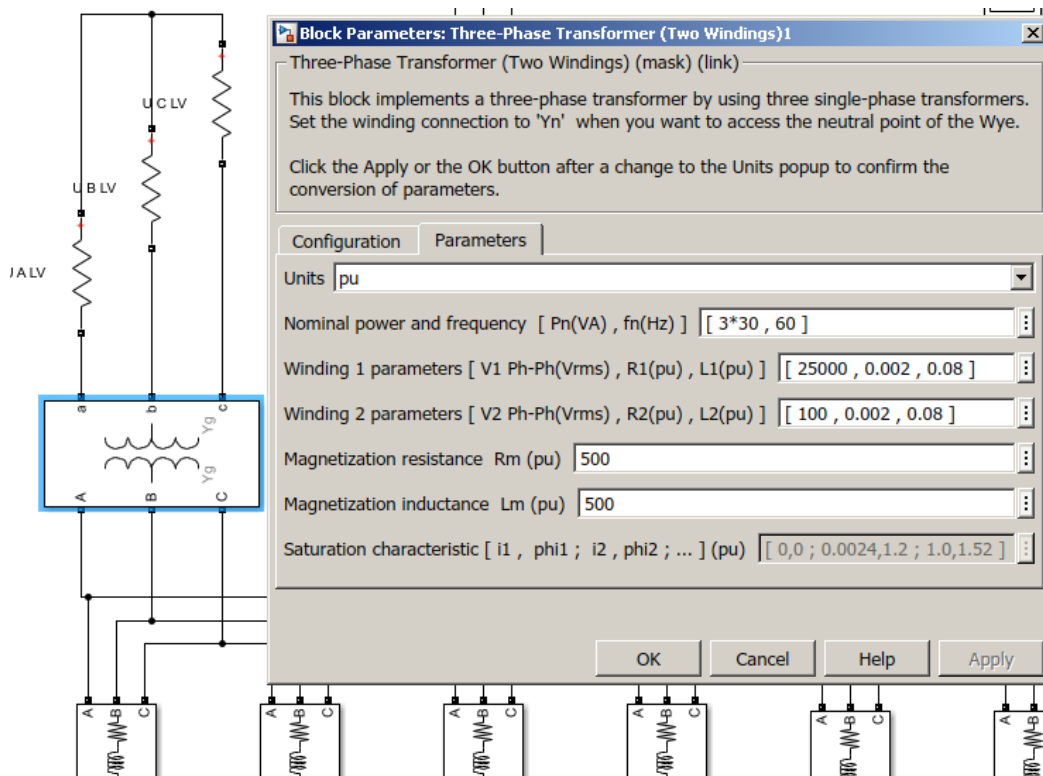 Block Parameters: Three-Phase Transformer (Two Windings)1
Three-Phase Transformer (Two Windings) (mask) (link)
This block implements a three-phase transformer by using three single-phase transformers.
Set the winding connection to 'Yn' when you want to access the neutral point of the Wye.
Click the Apply or the OK button after a change to the Units popup to confirm the
conversion of parameters.
Configuration
Parameters
Units pu
Nominal power and frequency [ Pn(VA) , fn(Hz) ] [ 3*30 , 60 ]
Winding 1 parameters [ V1 Ph-Ph(Vrms) , R1(pu) , L1(pu) ] [ 25000 , 0.002 , 0.08 ]
Winding 2 parameters [ V2 Ph-Ph(Vrms) , R2(pu) , L2(pu) ] [ 100 , 0.002 , 0.08 ]
Magnetization resistance Rm (pu) 500
Magnetization inductance Lm (pu) 500
Saturation characteristic [ i1 , phi1 ; i2 , phi2 ; ... ] (pu) [ 0,0 ; 0.0024,1.2 ; 1.0,1.52 ]
OK
Cancel
Help
Apply
U C LV
U B LV
A LV
a b c
Yg
Yg
A B C
A B C
A B C
A B C
A B C
A B C
A B